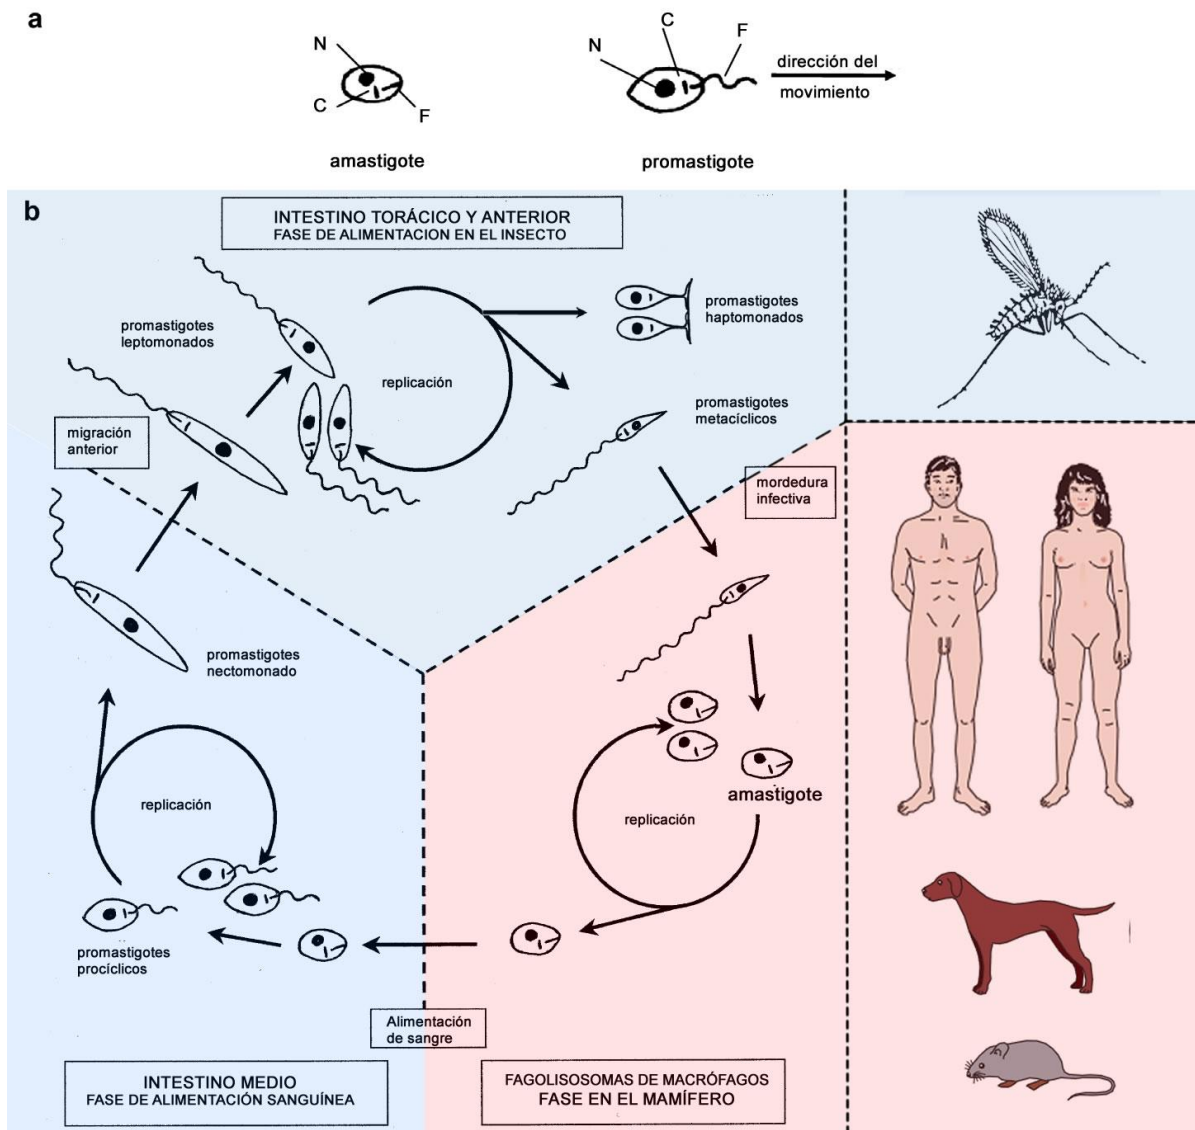 a
N
C
F
amastigote
N
C
F
promastigote
dirección del
movimiento
b
INTESTINO TORÁCICO Y ANTERIOR
FASE DE ALIMENTACION EN EL INSECTO
promastigotes
leptomonados
replicación
promastigotes
haptomonados
promastigotes
metacíclicos
migración
anterior
mordedura
infectiva
promastigotes
nectomonado
replicación
promastigotes
procíclicos
amastigote
replicación
Alimentación
de sangre
INTESTINO MEDIO
FASE DE ALIMENTACIÓN SANGUÍNEA
FAGOLISOSOMAS DE MACRÓFAGOS
FASE EN EL MAMÍFERO